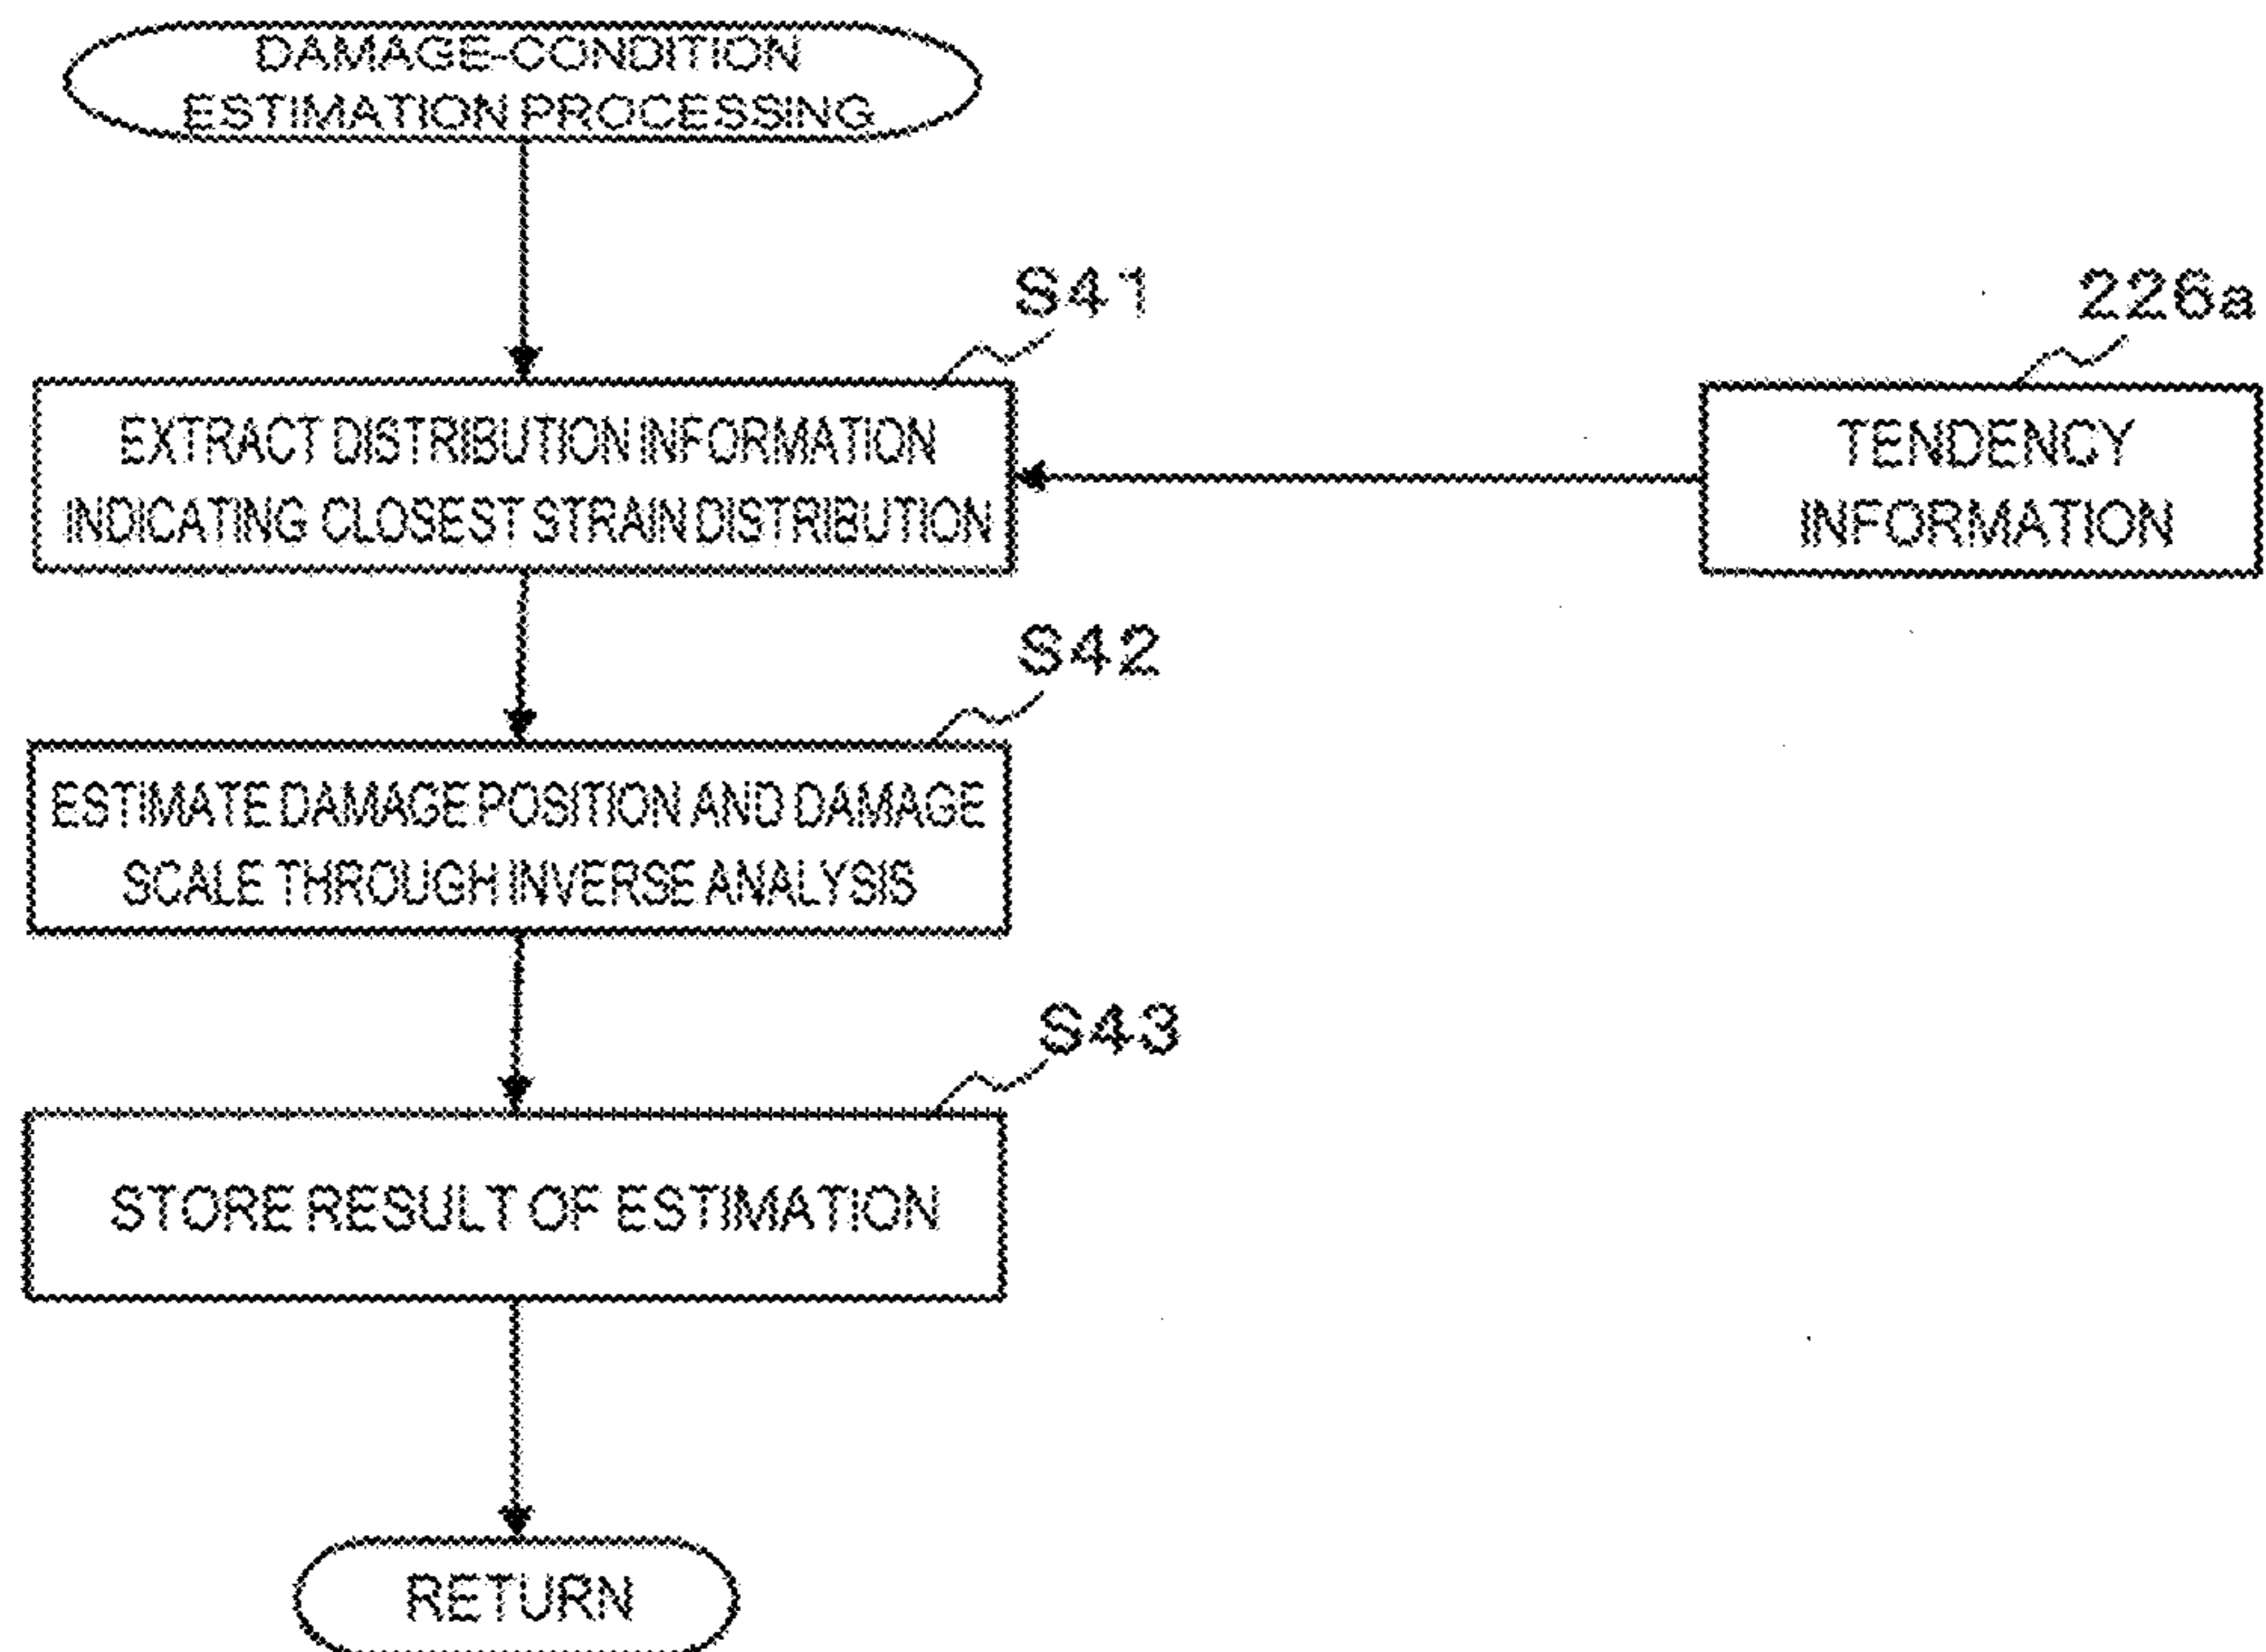 DAMAGE-CONDITION
ESTIMATION PROCESSING
S41
226a
EXTRACT DISTRIBUTION INFORMATION
INDICATING CLOSEST STRAIN DISTRIBUTION
TENDENCY
INFORMATION
S42
ESTIMATE DAMAGE POSITION AND DAMAGE
SCALE THROUGH INVERSE ANALYSIS
S43
STORE RESULT OF ESTIMATION
RETURN